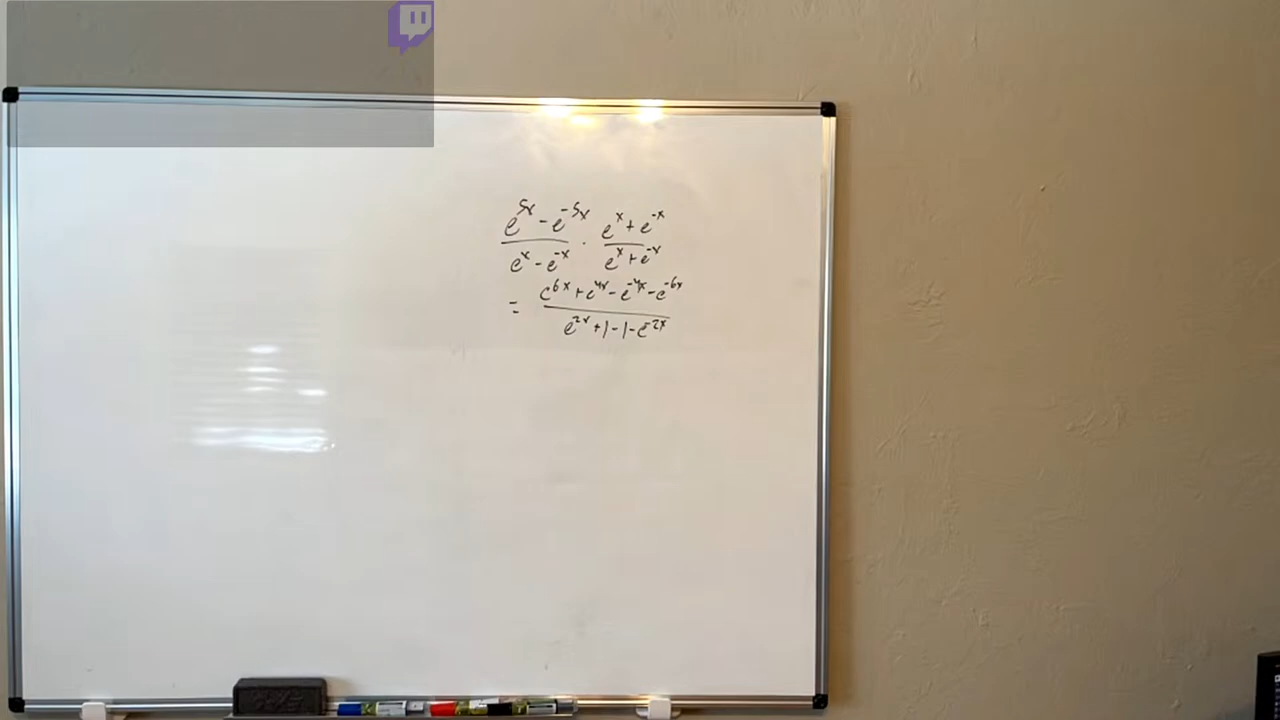 e^{5x} - e^{-5x} / e^x - e^{-x} · e^x + e^{-x} / e^x + e^{-x}
= e^{6x} + e^{4x} - e^{-4x} - e^{-6x} / e^{2x} + 1 - 1 - e^{-2x}